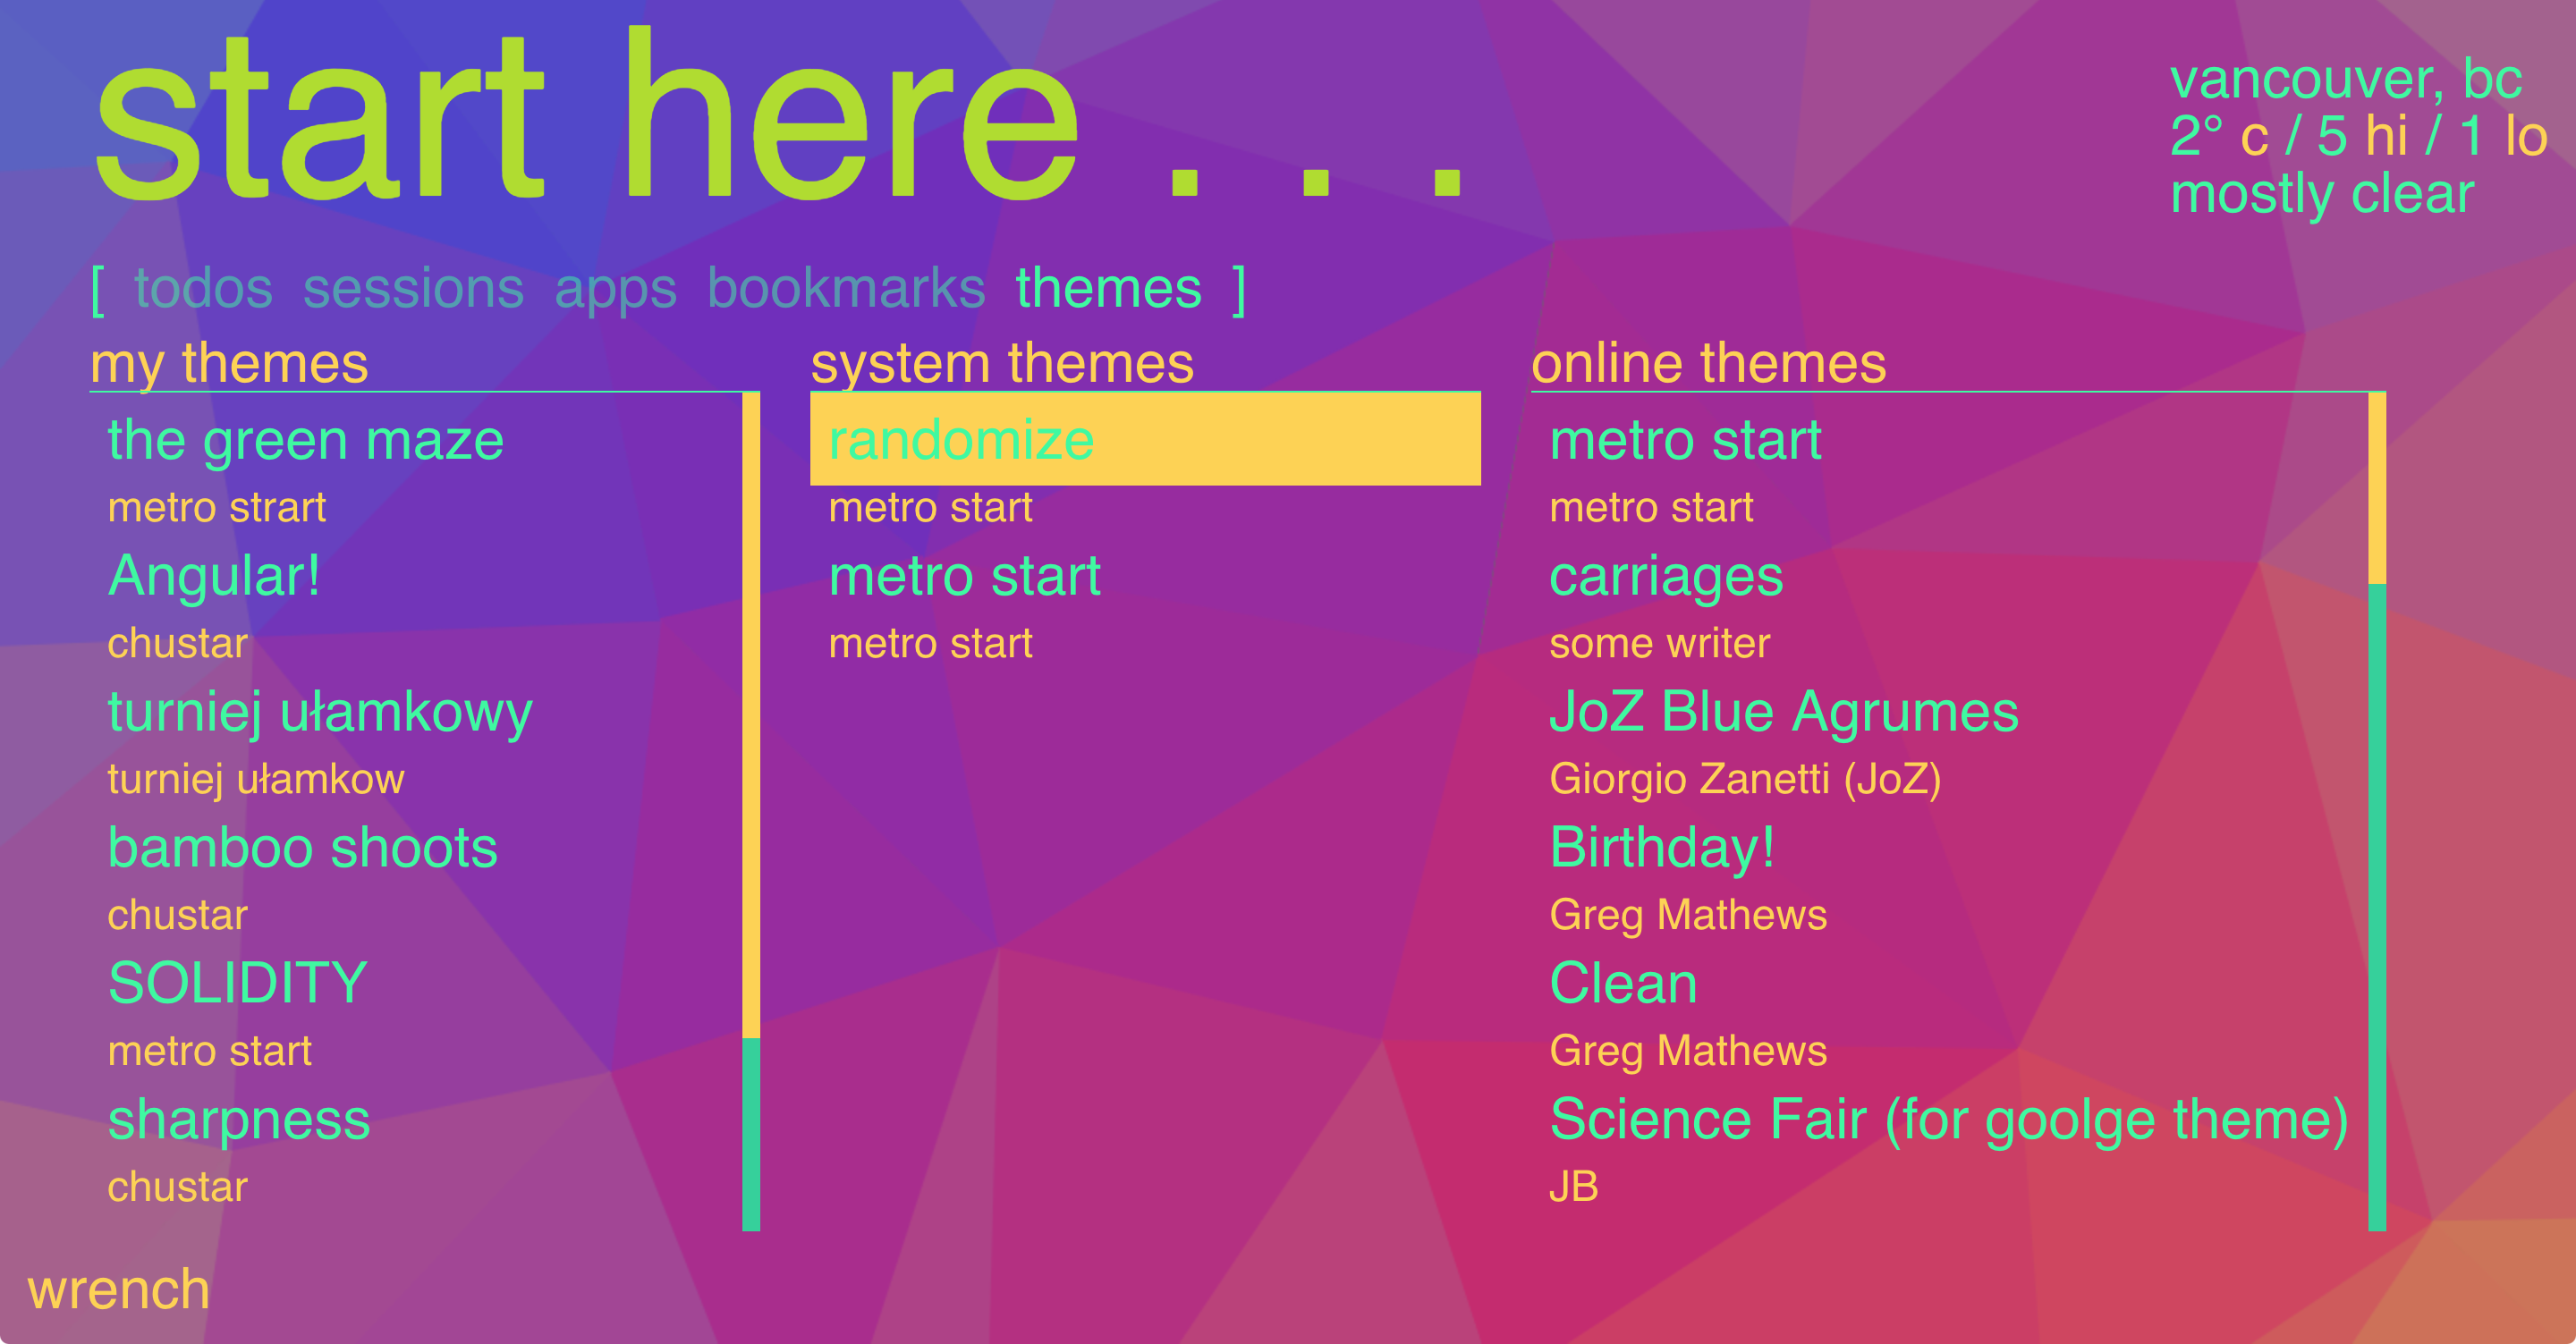 start here . . .
vancouver, bc
2° c / 5 hi / 1 lo
mostly clear
[ todos sessions apps bookmarks themes ]
my themes
the green maze
metro strart
Angular!
chustar
turniej ułamkowy
turniej ułamkow
bamboo shoots
chustar
SOLIDITY
metro start
sharpness
chustar
system themes
randomize
metro start
metro start
metro start
online themes
metro start
metro start
carriages
some writer
JoZ Blue Agrumes
Giorgio Zanetti (JoZ)
Birthday!
Greg Mathews
Clean
Greg Mathews
Science Fair (for goolge theme)
JB
wrench